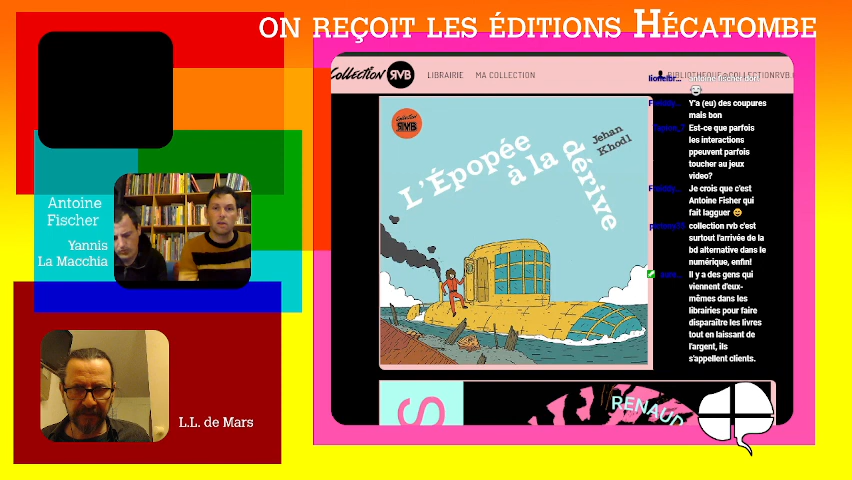 ON REÇOIT LES ÉDITIONS HÉCATOMBE
COLLECTION RVB
LIBRAIRIE MA COLLECTION
COLLECTION RVB
L'Épopée
à la
dérive
Jehan
Khodl
Antoine
Fischer
Yannis
La Macchia
L.L. de Mars
Y'a (eu) des coupures
mais bon
Est-ce que parfois
les interactions
ppeuvent parfois
toucher au jeux
video?
Je crois que c'est
Antoine Fisher qui
fait lagguer
collection rvb c'est
surtout l'arrivée de la
bd alternative dans le
numérique, enfin!
Il y a des gens qui
viennent d'eux-
mêmes dans les
librairies pour faire
disparaître les livres
tout en laissant de
l'argent, ils
s'appellent clients.
RENAUD